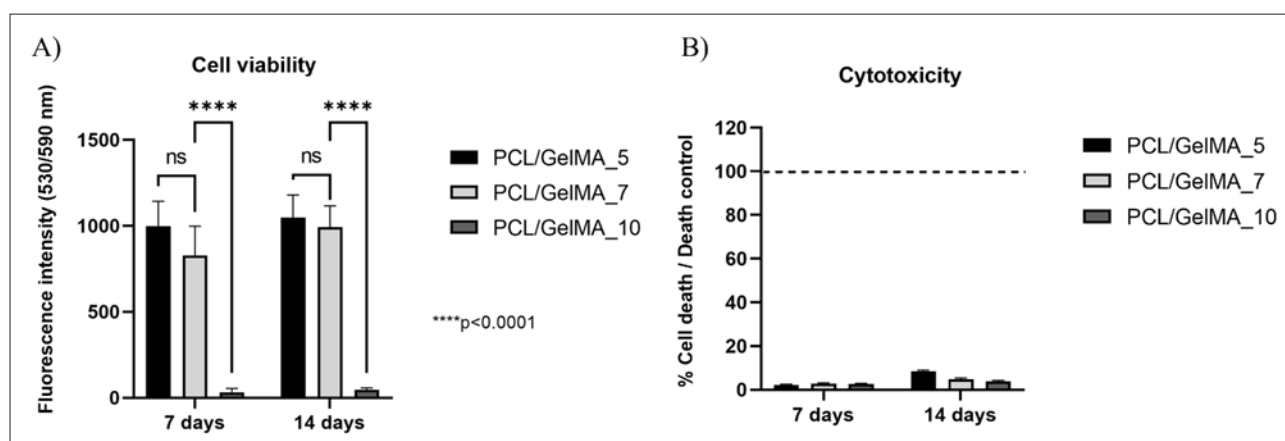 A)
Cell viability
Fluorescence intensity (530/590 nm)
1500
1000
500
0
ns
****
ns
****
7 days
14 days
PCL/GelMA_5
PCL/GelMA_7
PCL/GelMA_10
****p<0.0001
B)
Cytotoxicity
% Cell death / Death control
120
100
80
60
40
20
0
7 days
14 days
PCL/GelMA_5
PCL/GelMA_7
PCL/GelMA_10